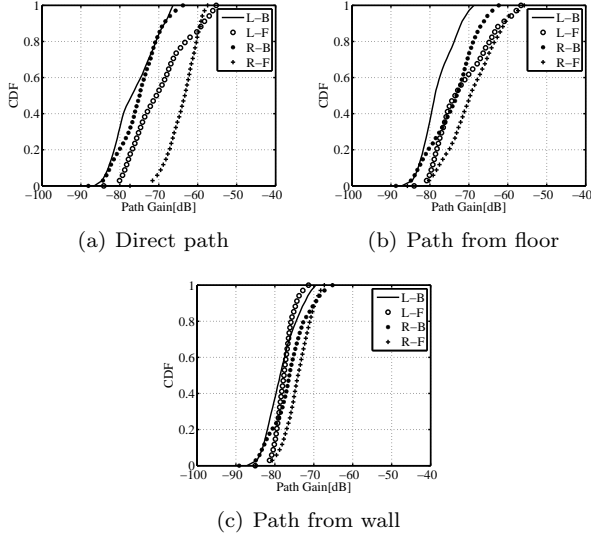 1
0.8
0.6
0.4
0.2
0
CDF
−100 −90 −80 −70 −60 −50 −40
Path Gain[dB]
L−B
L−F
R−B
R−F
(a) Direct path
1
0.8
0.6
0.4
0.2
0
CDF
−100 −90 −80 −70 −60 −50 −40
Path Gain[dB]
L−B
L−F
R−B
R−F
(b) Path from floor
1
0.8
0.6
0.4
0.2
0
CDF
−100 −90 −80 −70 −60 −50 −40
Path Gain[dB]
L−B
L−F
R−B
R−F
(c) Path from wall